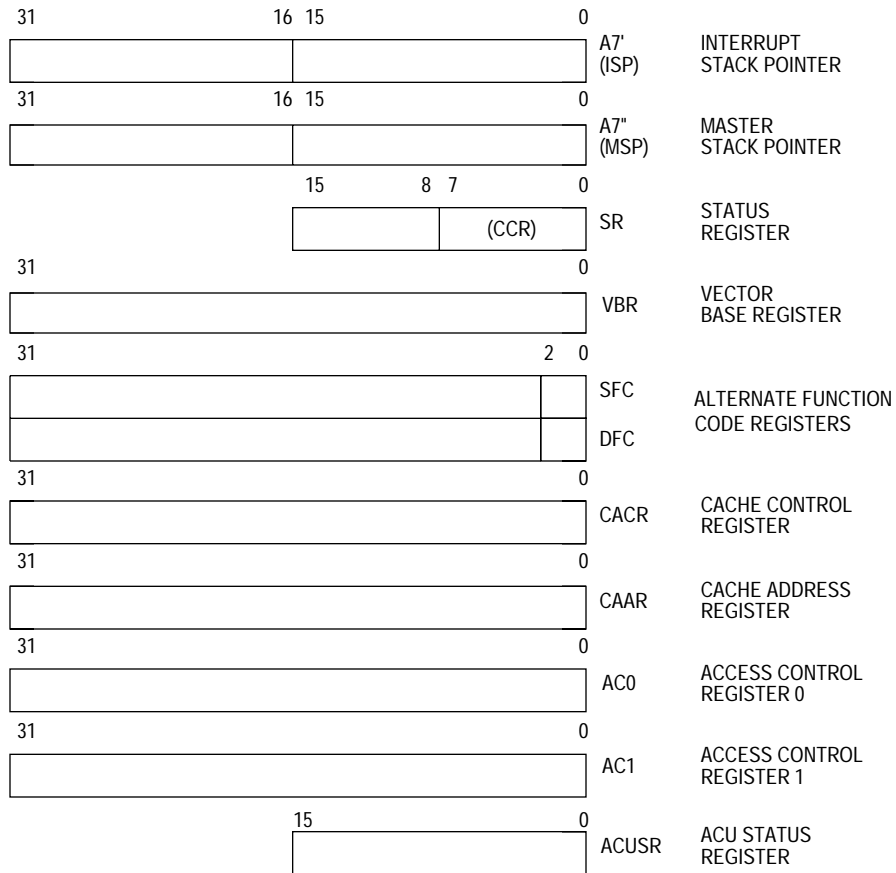 31 16 15 0
A7' INTERRUPT
(ISP) STACK POINTER
31 16 15 0
A7" MASTER
(MSP) STACK POINTER
15 8 7 0
(CCR) SR STATUS
REGISTER
31 0
VBR VECTOR
BASE REGISTER
31 2 0
SFC
ALTERNATE FUNCTION
CODE REGISTERS
DFC
31 0
CACR CACHE CONTROL
REGISTER
31 0
CAAR CACHE ADDRESS
REGISTER
31 0
AC0 ACCESS CONTROL
REGISTER 0
31 0
AC1 ACCESS CONTROL
REGISTER 1
15 0
ACUSR ACU STATUS
REGISTER